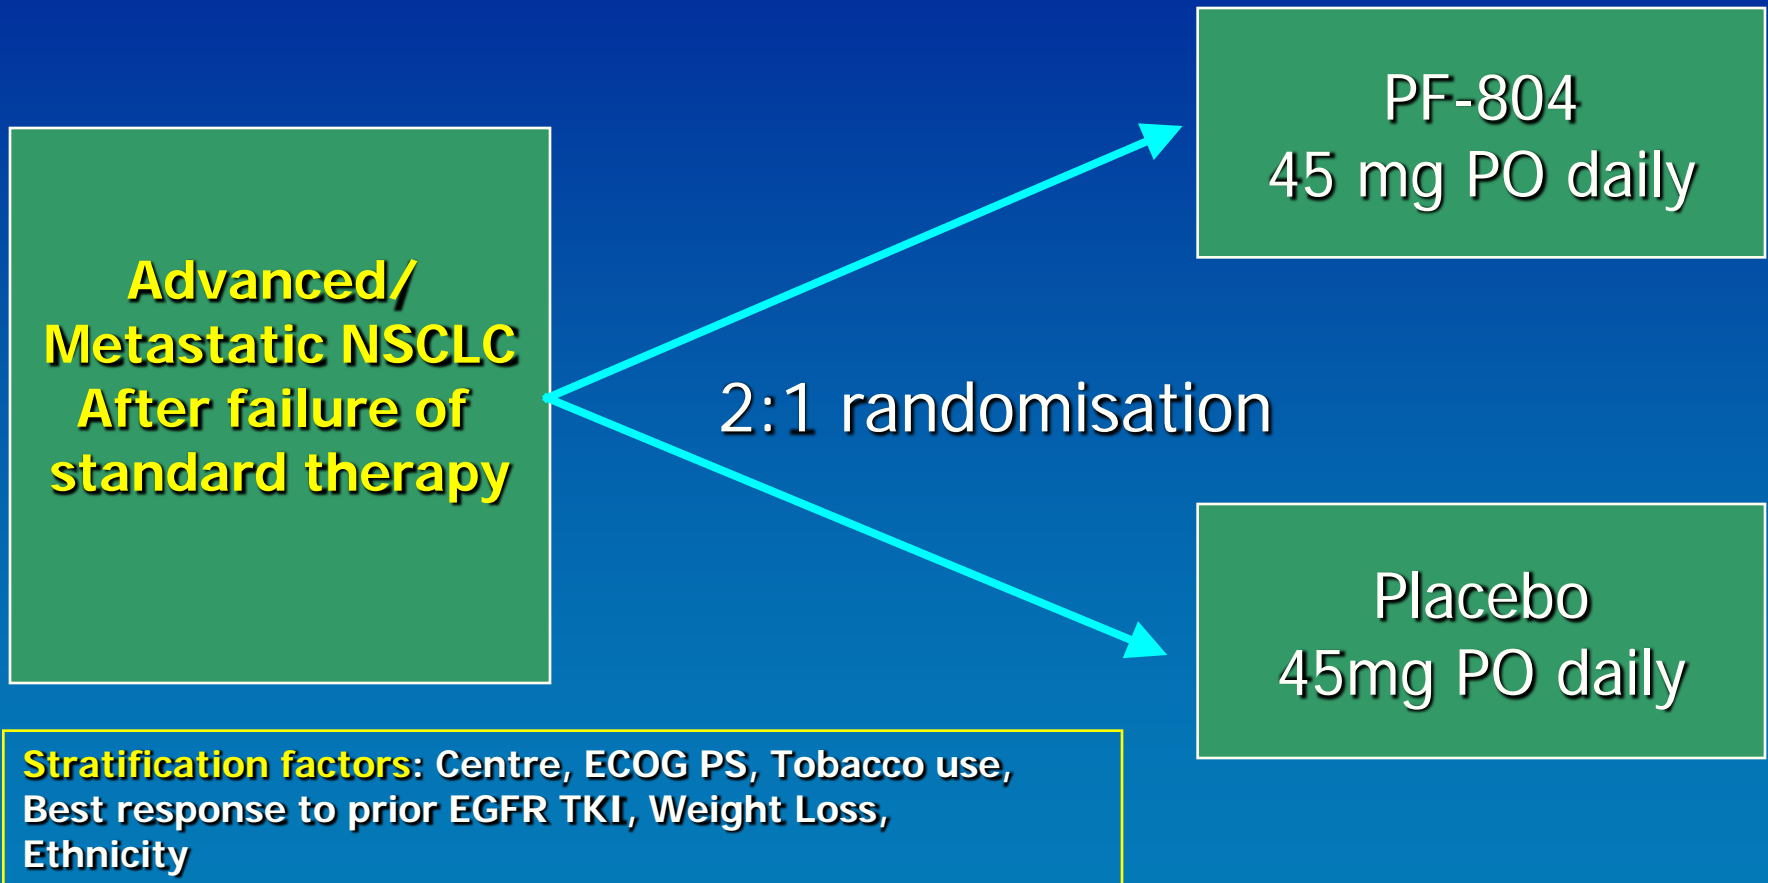 PF-804
45 mg PO daily
Advanced/
Metastatic NSCLC
After failure of
standard therapy
2:1 randomisation
Placebo
45mg PO daily
Stratification factors: Centre, ECOG PS, Tobacco use,
Best response to prior EGFR TKI, Weight Loss,
Ethnicity